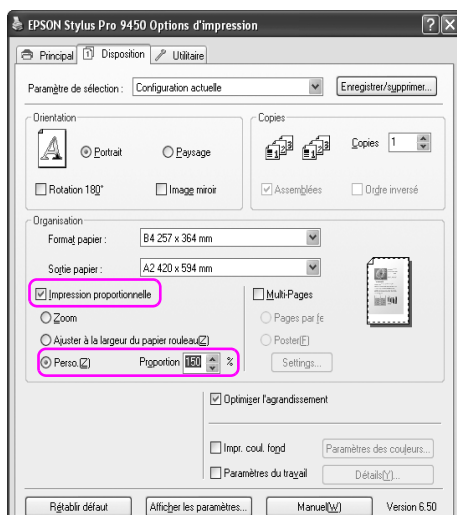 EPSON Stylus Pro 9450 Options d'impression
Principal Disposition Utilitaire
Paramètre de sélection : Configuration actuelle Enregistrer/supprimer...
Orientation
A Portrait Paysage
Rotation 180° Image miroir
Copies
Copies 1
Assemblées Ordre inversé
Organisation
Format papier : B4 257 x 364 mm
Sortie papier : A2 420 x 594 mm
Impression proportionnelle
Zoom
Ajuster à la largeur du papier rouleau(Z)
Perso.(Z) Proportion 150 %
Multi-Pages
Pages par fe
Poster(F)
Settings...
Optimiser l'agrandissement
Impr. coul. fond Paramètres des couleurs...
Paramètres du travail Détails(Y)...
Rétablir défaut Afficher les paramètres... Manuel(W) Version 6.50